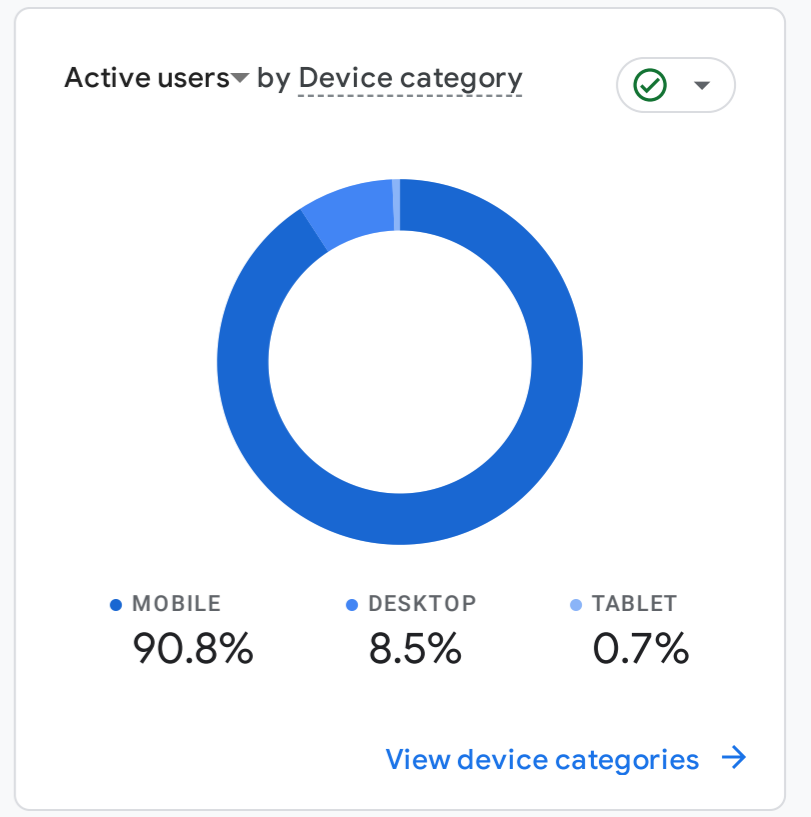 Active users by Device category
MOBILE DESKTOP TABLET
90.8% 8.5% 0.7%
View device categories